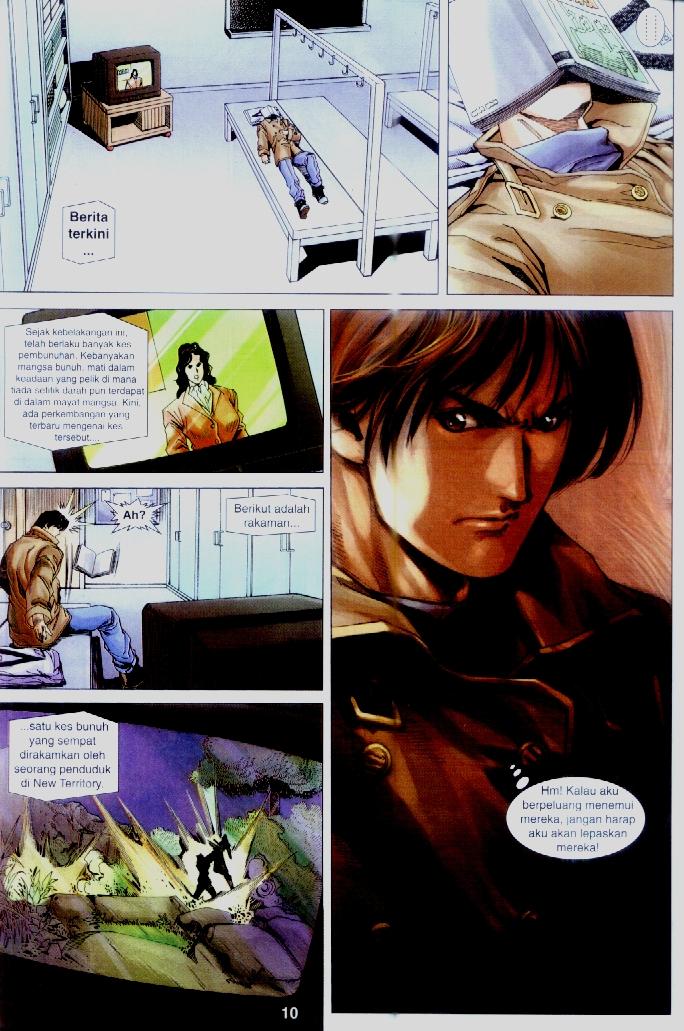 Berita
terkini
...
Sejak kebelakangan ini,
telah berlaku banyak kes
pembunuhan. Kebanyakan
mangsa bunuh, mati dalam
keadaan yang pelik di mana
tiada setitik darah pun terdapat
di dalam mayat mangsa. Kini,
ada perkembangan yang
terbaru mengenai kes
tersebut....
Ah?
Berikut adalah
rakaman...
...satu kes bunuh
yang sempat
dirakamkan oleh
seorang penduduk
di New Territory.
Hm! Kalau aku
berpeluang menemui
mereka, jangan harap
aku akan lepaskan
mereka!
10